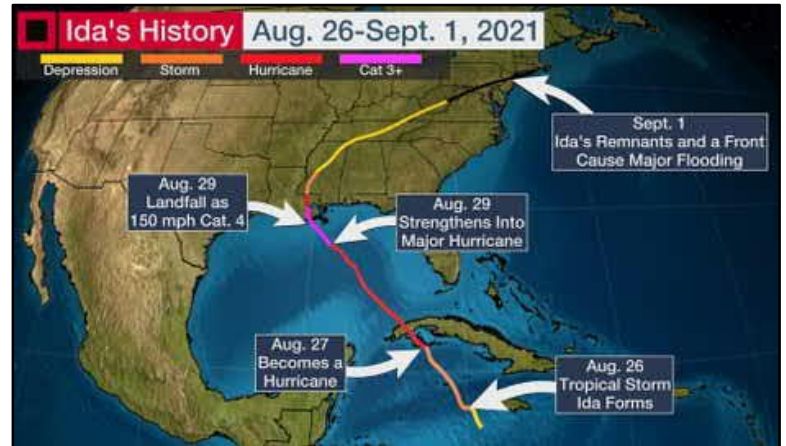 Ida's History Aug. 26-Sept. 1, 2021
Depression Storm Hurricane Cat 3+
Sept. 1
Ida's Remnants and a Front
Cause Major Flooding
Aug. 29
Landfall as
150 mph Cat. 4
Aug. 29
Strengthens Into
Major Hurricane
Aug. 27
Becomes a
Hurricane
Aug. 26
Tropical Storm
Ida Forms